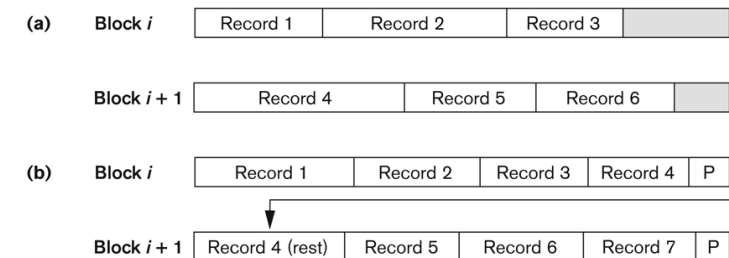 (a) Block i Record 1 Record 2 Record 3
Block i + 1 Record 4 Record 5 Record 6
(b) Block i Record 1 Record 2 Record 3 Record 4 P
Block i + 1 Record 4 (rest) Record 5 Record 6 Record 7 P